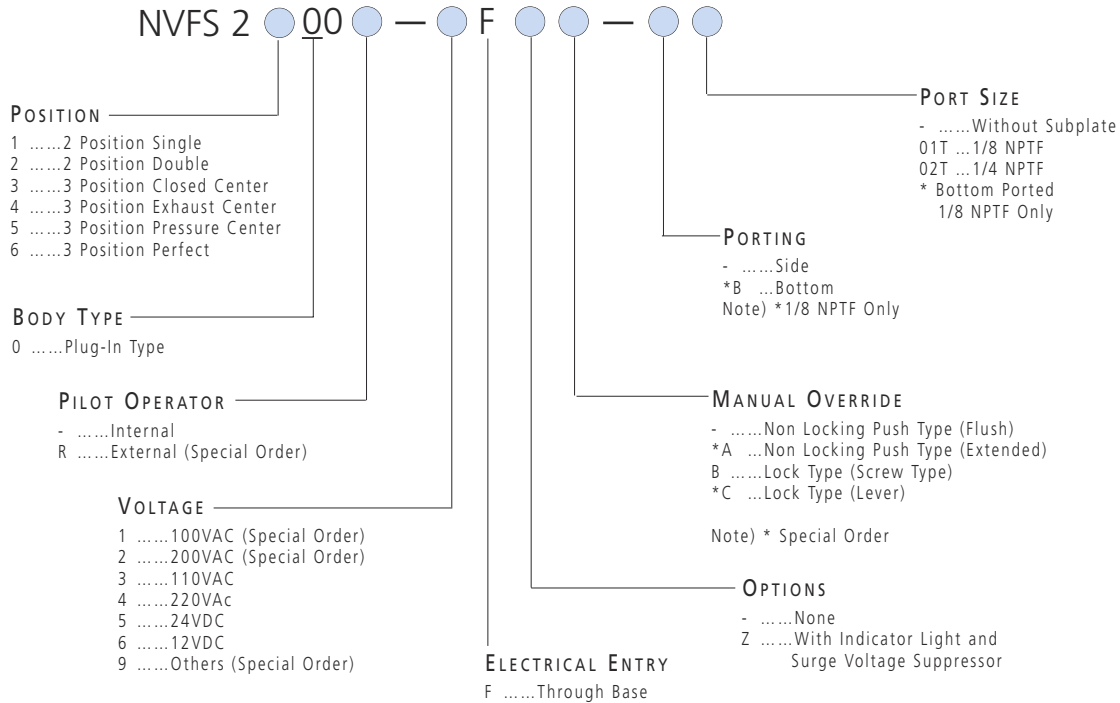 NVFS 2 00 — F —
POSITION
1 ......2 Position Single
2 ......2 Position Double
3 ......3 Position Closed Center
4 ......3 Position Exhaust Center
5 ......3 Position Pressure Center
6 ......3 Position Perfect
BODY TYPE
0 ......Plug-In Type
PILOT OPERATOR
- ......Internal
R ......External (Special Order)
VOLTAGE
1 ......100VAC (Special Order)
2 ......200VAC (Special Order)
3 ......110VAC
4 ......220VAc
5 ......24VDC
6 ......12VDC
9 ......Others (Special Order)
ELECTRICAL ENTRY
F ......Through Base
OPTIONS
- ......None
Z ......With Indicator Light and
Surge Voltage Suppressor
MANUAL OVERRIDE
- ......Non Locking Push Type (Flush)
*A ...Non Locking Push Type (Extended)
B ......Lock Type (Screw Type)
*C ...Lock Type (Lever)
Note) * Special Order
PORTING
- ......Side
*B ...Bottom
Note) *1/8 NPTF Only
PORT SIZE
- ......Without Subplate
01T ...1/8 NPTF
02T ...1/4 NPTF
* Bottom Ported
1/8 NPTF Only